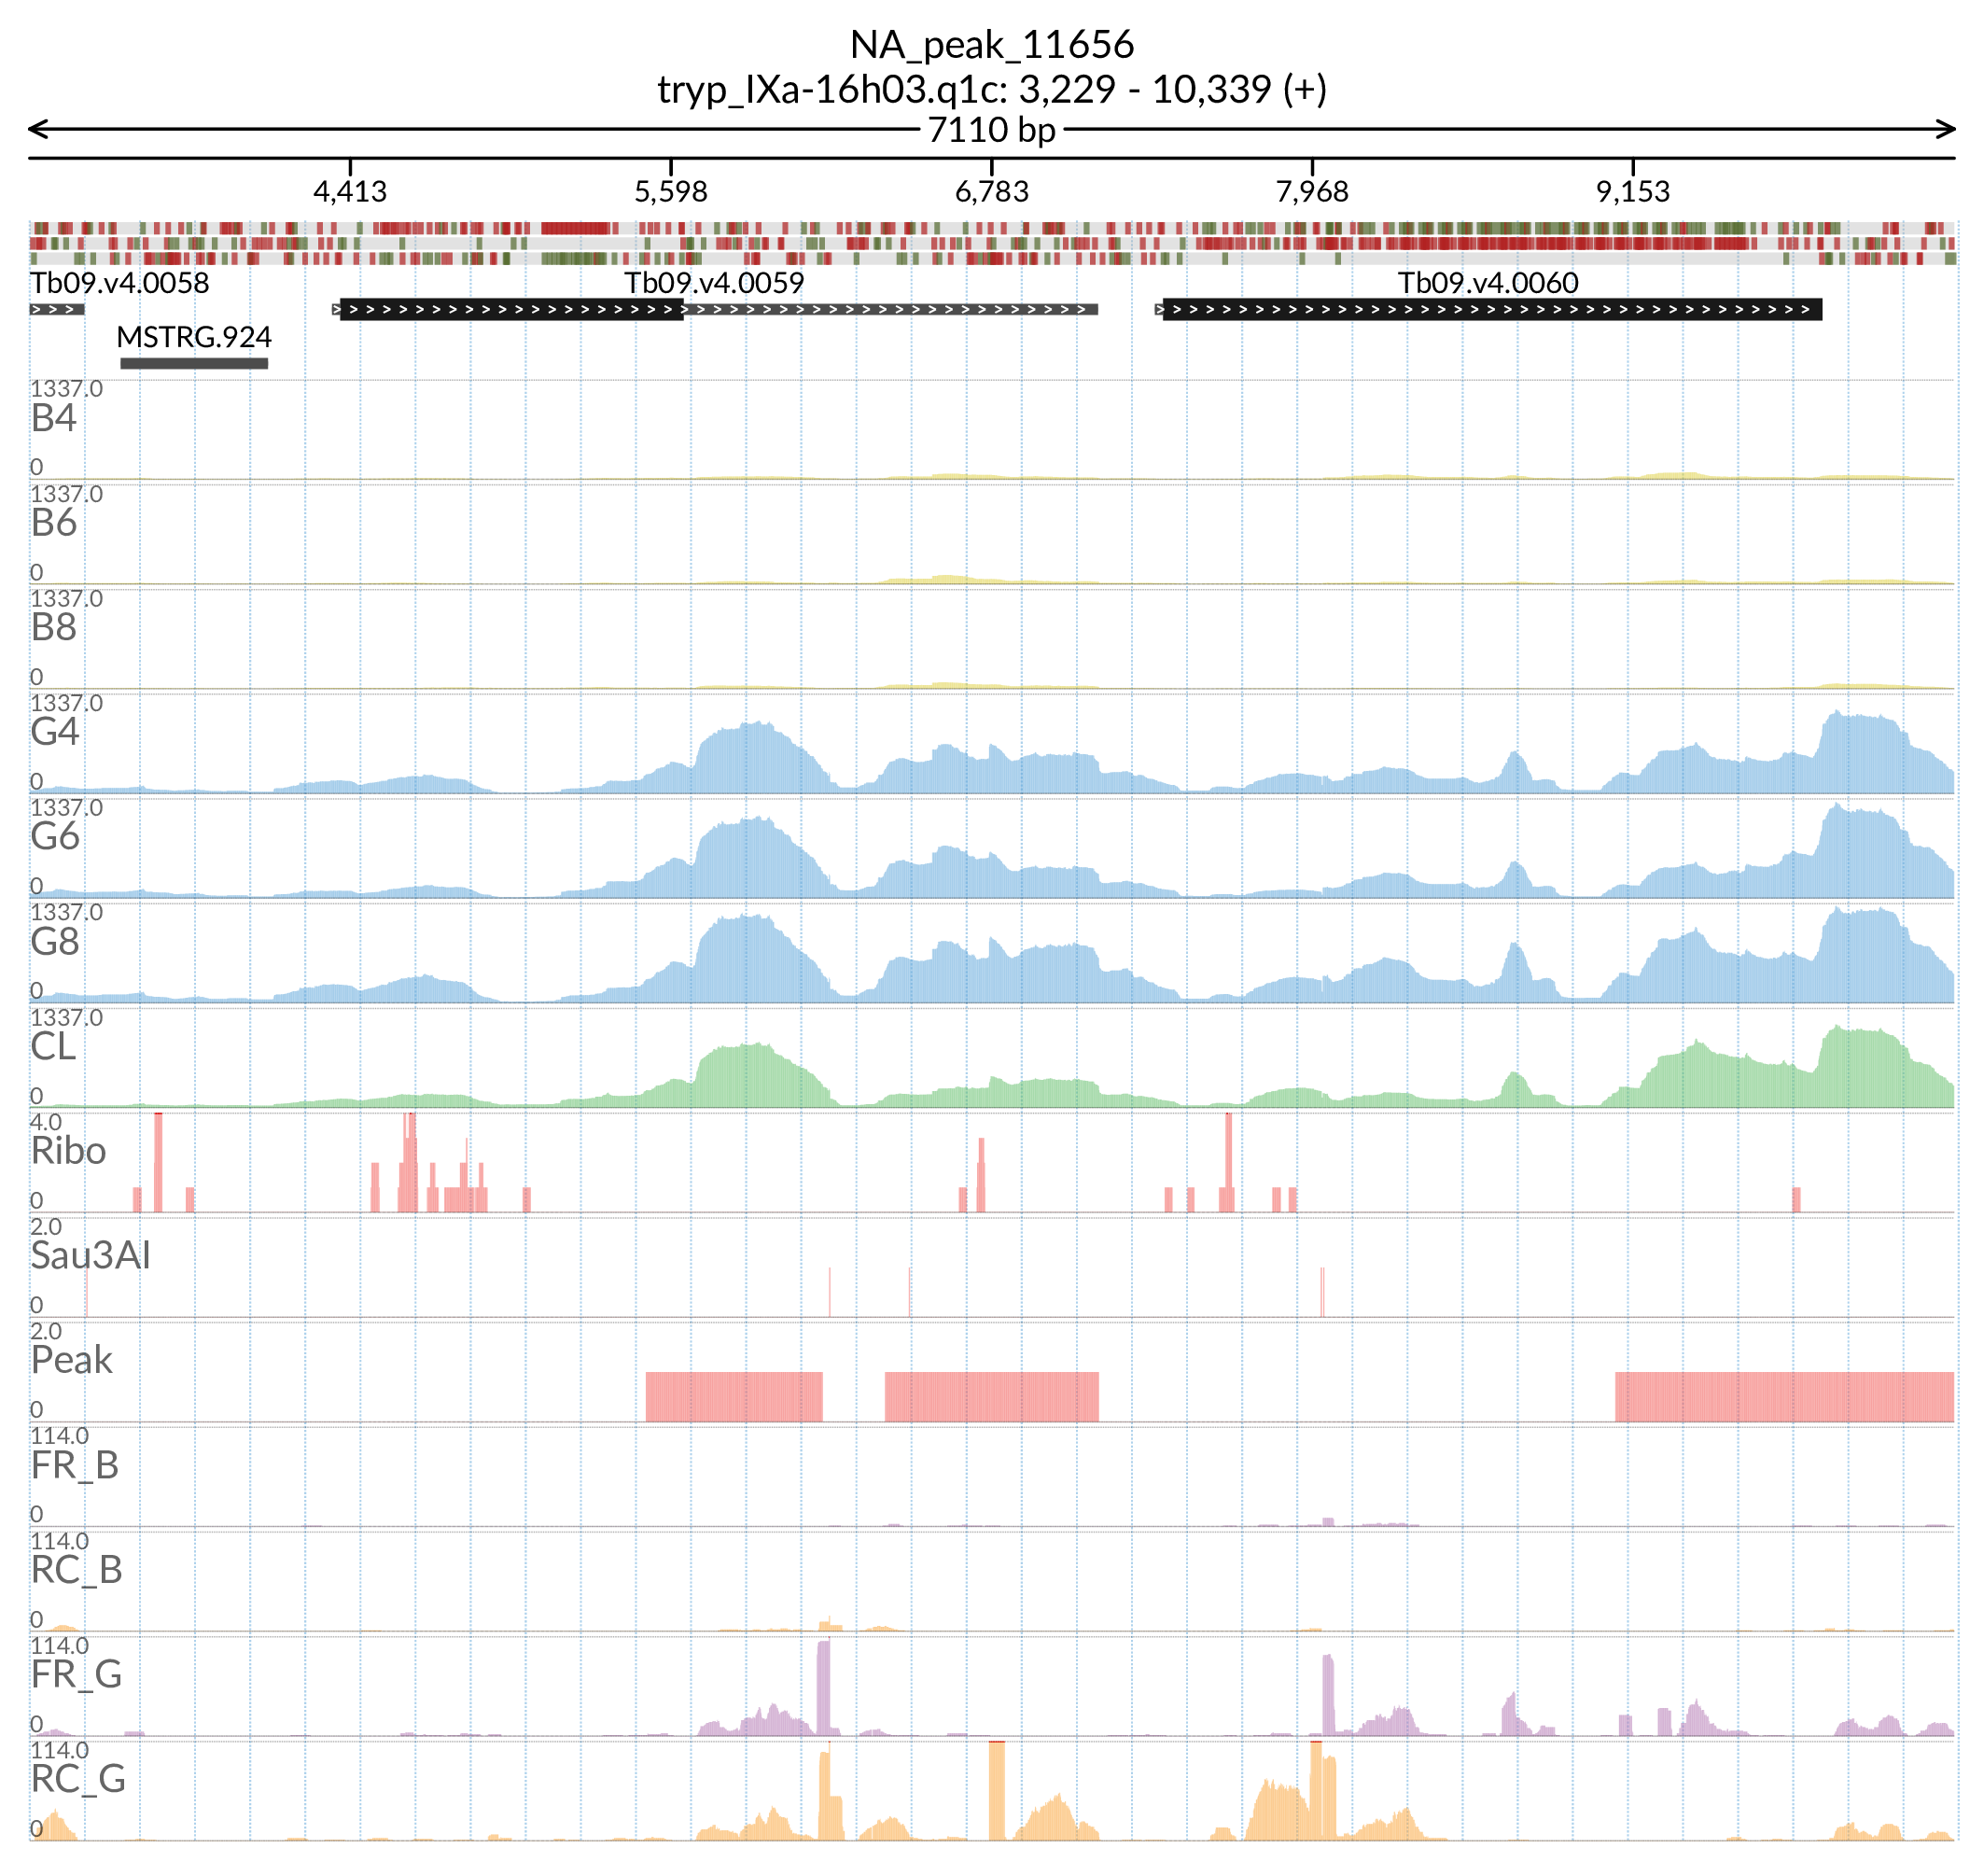 NA_peak_11656
tryp_IXa-16h03.q1c: 3,229 - 10,339 (+)
7110 bp
4,413 5,598 6,783 7,968 9,153
Tb09.v4.0058 Tb09.v4.0059 Tb09.v4.0060
MSTRG.924
1337.0
B4
0
1337.0
B6
0
1337.0
B8
0
1337.0
G4
0
1337.0
G6
0
1337.0
G8
0
1337.0
CL
0
4.0
Ribo
0
2.0
Sau3AI
0
2.0
Peak
0
114.0
FR_B
0
114.0
RC_B
0
114.0
FR_G
0
114.0
RC_G
0